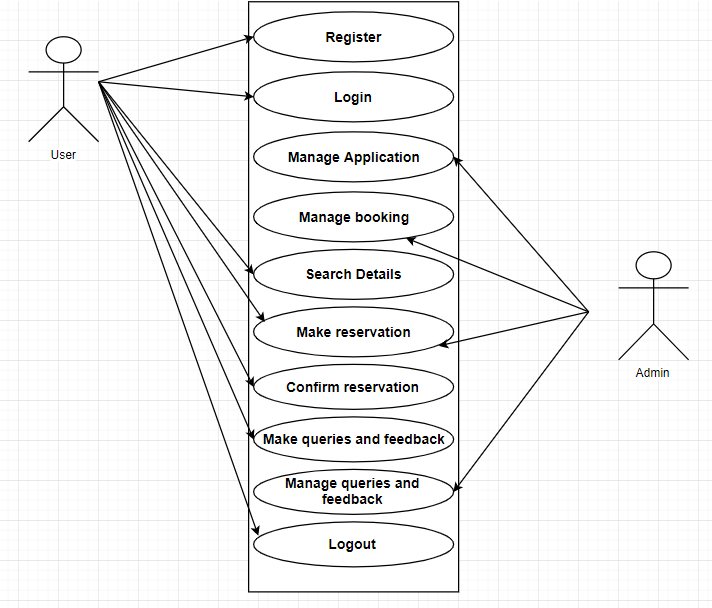 Register
Login
Manage Application
Manage booking
Search Details
Make reservation
Confirm reservation
Make queries and feedback
Manage queries and
feedback
Logout
User
Admin